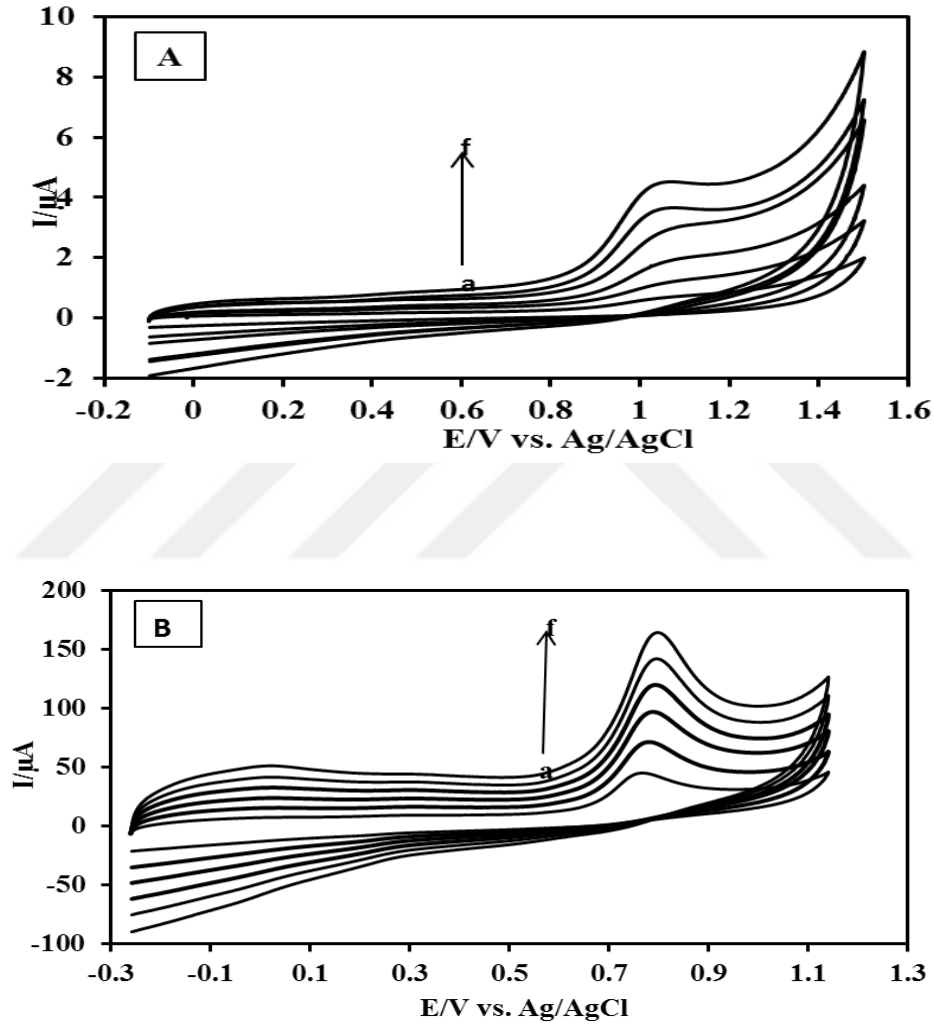 A
10
8
6
4
2
0
-2
I/µA
f
a
-0.2 0 0.2 0.4 0.6 0.8 1 1.2 1.4 1.6
E/V vs. Ag/AgCl
B
200
150
100
50
0
-50
-100
I/µA
f
a
-0.3 -0.1 0.1 0.3 0.5 0.7 0.9 1.1 1.3
E/V vs. Ag/AgCl